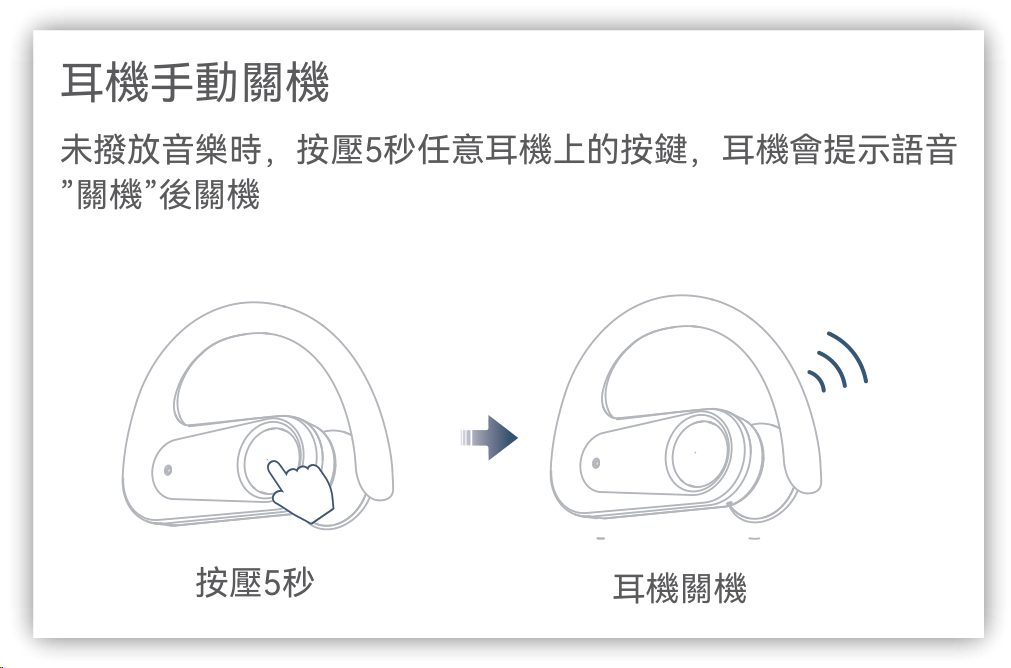 耳機手動關機
未撥放音樂時，按壓5秒任意耳機上的按鍵，耳機會提示語音
”關機”後關機
按壓5秒
耳機關機